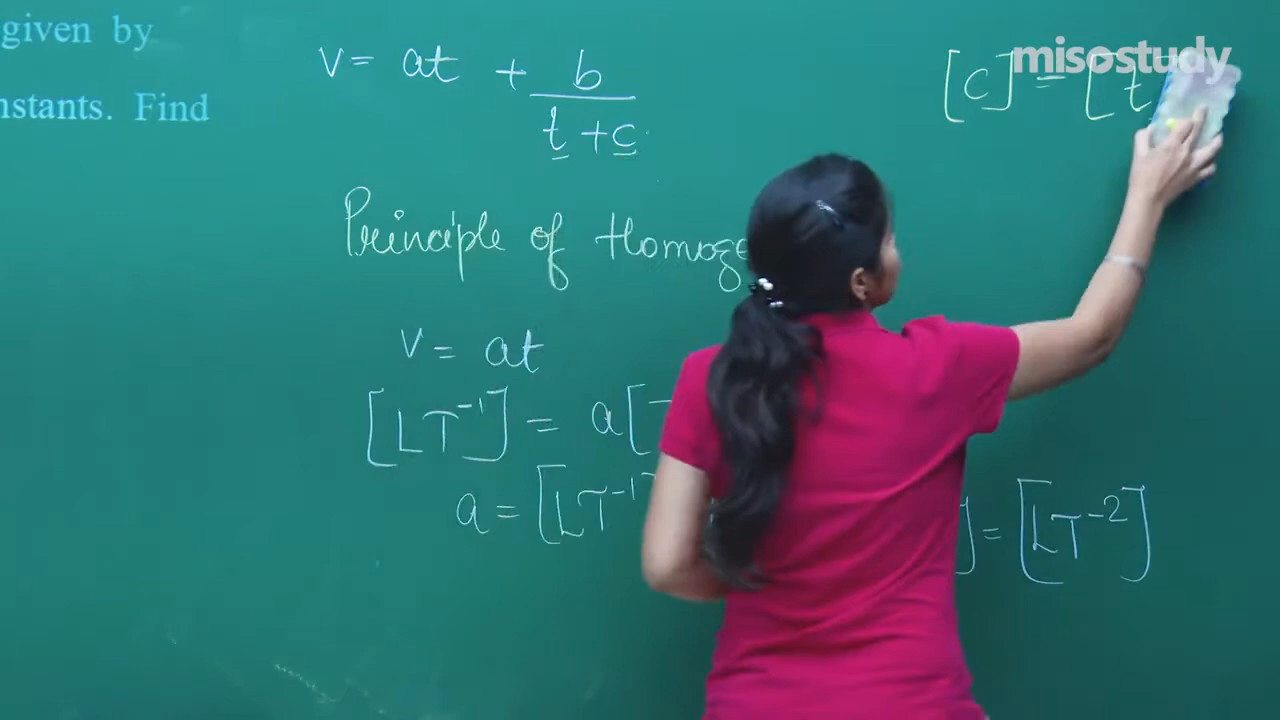 given by
nstants. Find
v = at + b / t + c
[c] = [t
misostudy
Principle of Homoge
v = at
[LT⁻¹] = a[T
a = [LT⁻¹] ] = [LT⁻²]